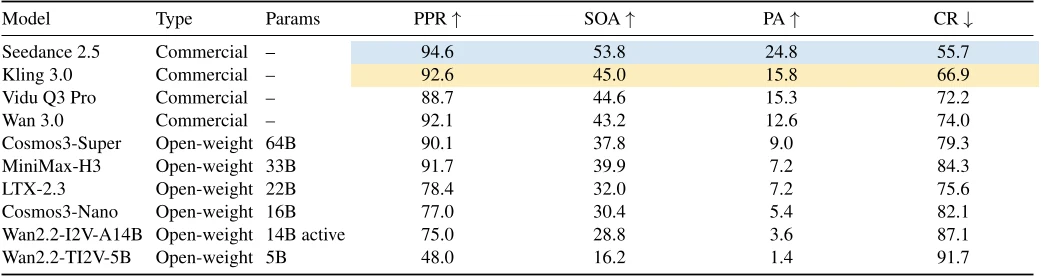 Model Type Params PPR ↑ SOA ↑ PA ↑ CR ↓
Seedance 2.5 Commercial – 94.6 53.8 24.8 55.7
Kling 3.0 Commercial – 92.6 45.0 15.8 66.9
Vidu Q3 Pro Commercial – 88.7 44.6 15.3 72.2
Wan 3.0 Commercial – 92.1 43.2 12.6 74.0
Cosmos3-Super Open-weight 64B 90.1 37.8 9.0 79.3
MiniMax-H3 Open-weight 33B 91.7 39.9 7.2 84.3
LTX-2.3 Open-weight 22B 78.4 32.0 7.2 75.6
Cosmos3-Nano Open-weight 16B 77.0 30.4 5.4 82.1
Wan2.2-I2V-A14B Open-weight 14B active 75.0 28.8 3.6 87.1
Wan2.2-TI2V-5B Open-weight 5B 48.0 16.2 1.4 91.7